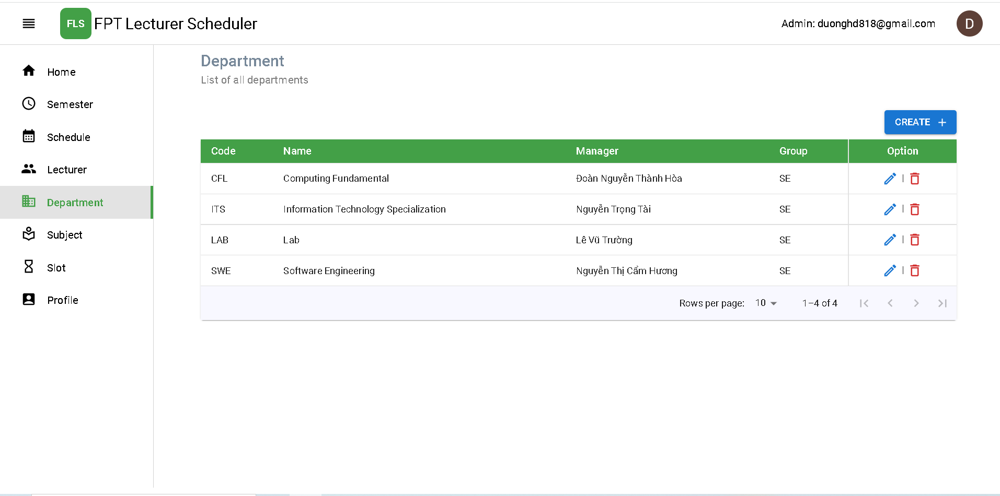 FLS FPT Lecturer Scheduler
Admin: duonghd818@gmail.com
D
Home
Semester
Schedule
Lecturer
Department
Subject
Slot
Profile
Department
List of all departments
CREATE +
Code Name Manager Group Option
CFL Computing Fundamental Đoàn Nguyễn Thành Hòa SE |
ITS Information Technology Specialization Nguyễn Trọng Tài SE |
LAB Lab Lê Vũ Trường SE |
SWE Software Engineering Nguyễn Thị Cẩm Hương SE |
Rows per page: 10 1–4 of 4